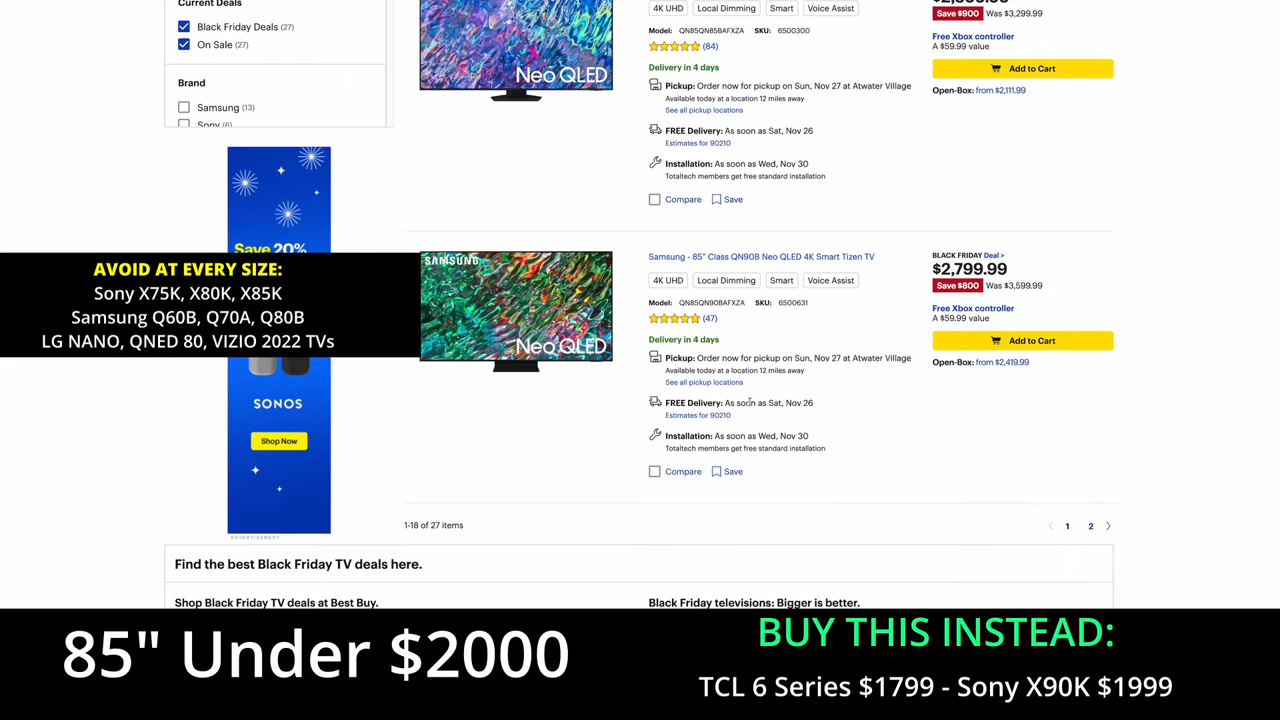 Current Deals
Black Friday Deals (27)
On Sale (27)
Brand
Samsung (13)
Sony (6)
Neo QLED
4K UHD Local Dimming Smart Voice Assist
Model: QN85QN85BAFXZA SKU: 6500300
(84)
Delivery in 4 days
Pickup: Order now for pickup on Sun, Nov 27 at Atwater Village
Available today at a location 12 miles away
See all pickup locations
FREE Delivery: As soon as Sat, Nov 26
Estimates for 90210
Installation: As soon as Wed, Nov 30
Totaltech members get free standard installation
Compare Save
Save $900 Was $3,299.99
Free Xbox controller
A $59.99 value
Add to Cart
Open-Box: from $2,111.99
Save 20%
AVOID AT EVERY SIZE:
Sony X75K, X80K, X85K
Samsung Q60B, Q70A, Q80B
LG NANO, QNED 80, VIZIO 2022 TVs
SONOS
Shop Now
ADVERTISEMENT
SAMSUNG
Neo QLED
Samsung - 85" Class QN90B Neo QLED 4K Smart Tizen TV
4K UHD Local Dimming Smart Voice Assist
Model: QN85QN90BAFXZA SKU: 6500631
(47)
Delivery in 4 days
Pickup: Order now for pickup on Sun, Nov 27 at Atwater Village
Available today at a location 12 miles away
See all pickup locations
FREE Delivery: As soon as Sat, Nov 26
Estimates for 90210
Installation: As soon as Wed, Nov 30
Totaltech members get free standard installation
Compare Save
BLACK FRIDAY Deal >
$2,799.99
Save $800 Was $3,599.99
Free Xbox controller
A $59.99 value
Add to Cart
Open-Box: from $2,419.99
1-18 of 27 items
1 2
Find the best Black Friday TV deals here.
Shop Black Friday TV deals at Best Buy.
Black Friday televisions: Bigger is better.
85" Under $2000
BUY THIS INSTEAD:
TCL 6 Series $1799 - Sony X90K $1999